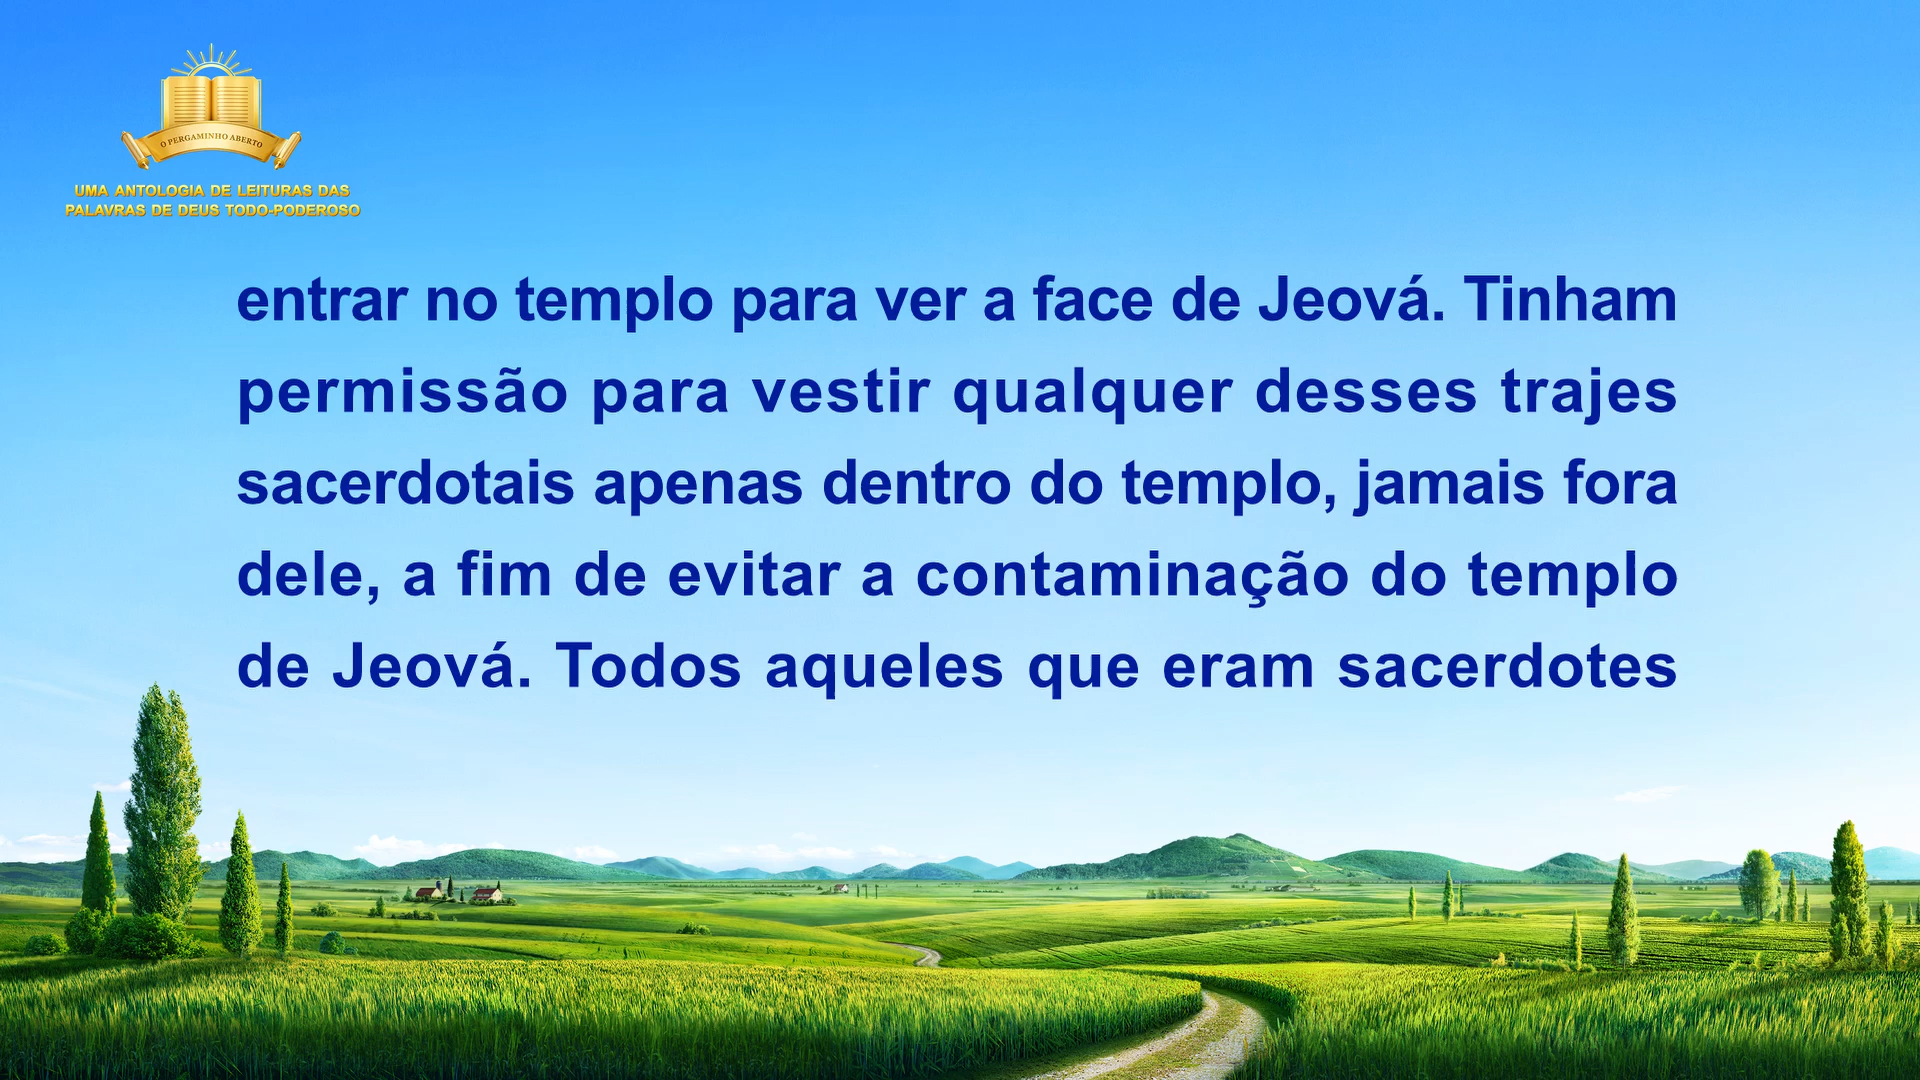 O PERGAMINHO ABERTO
UMA ANTOLOGIA DE LEITURAS DAS
PALAVRAS DE DEUS TODO-PODEROSO
entrar no templo para ver a face de Jeová. Tinham
permissão para vestir qualquer desses trajes
sacerdotais apenas dentro do templo, jamais fora
dele, a fim de evitar a contaminação do templo
de Jeová. Todos aqueles que eram sacerdotes